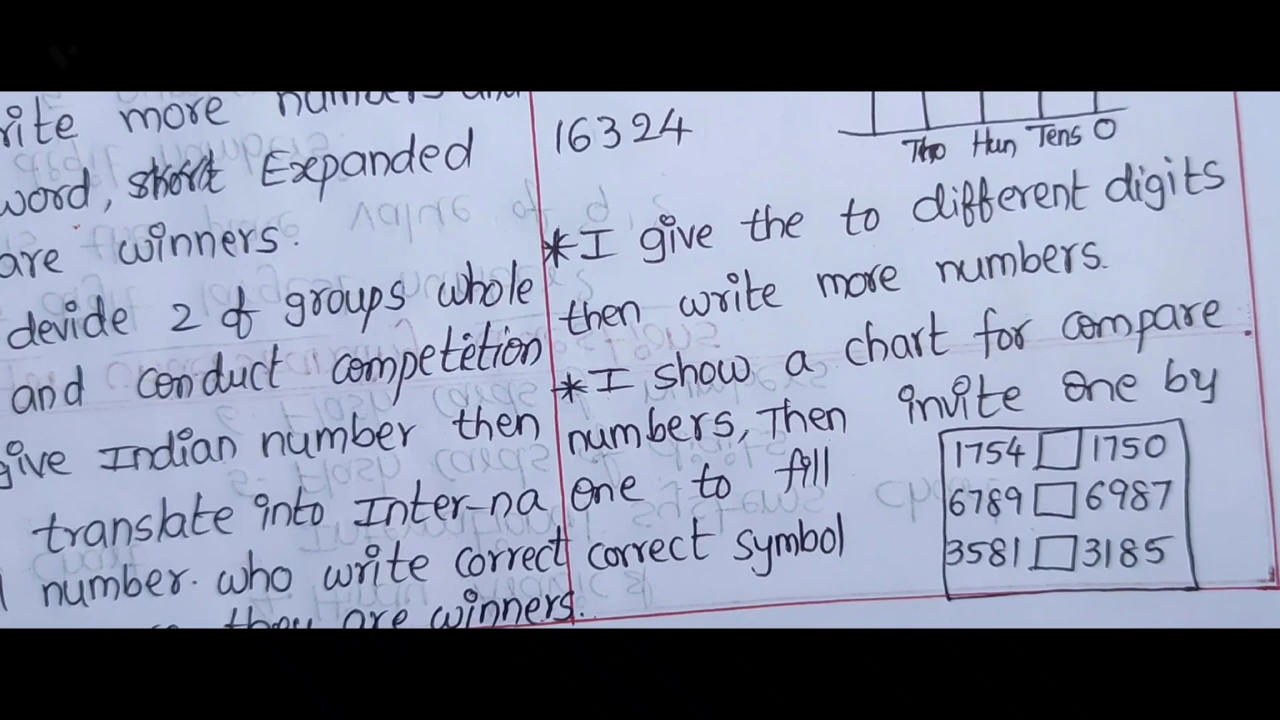 rite more numbers and
word, short Expanded
are winners.
devide 2 of groups whole
and conduct competetion
give Indian number then
translate into Inter-na
number. who write correct
they are winners.
16324
Tho Hun Tens O
*I give the to different digits
then write more numbers.
*I show a chart for compare
numbers, Then invite one by
one to fill
correct symbol
1754 □ 1750
6789 □ 6987
3581 □ 3185